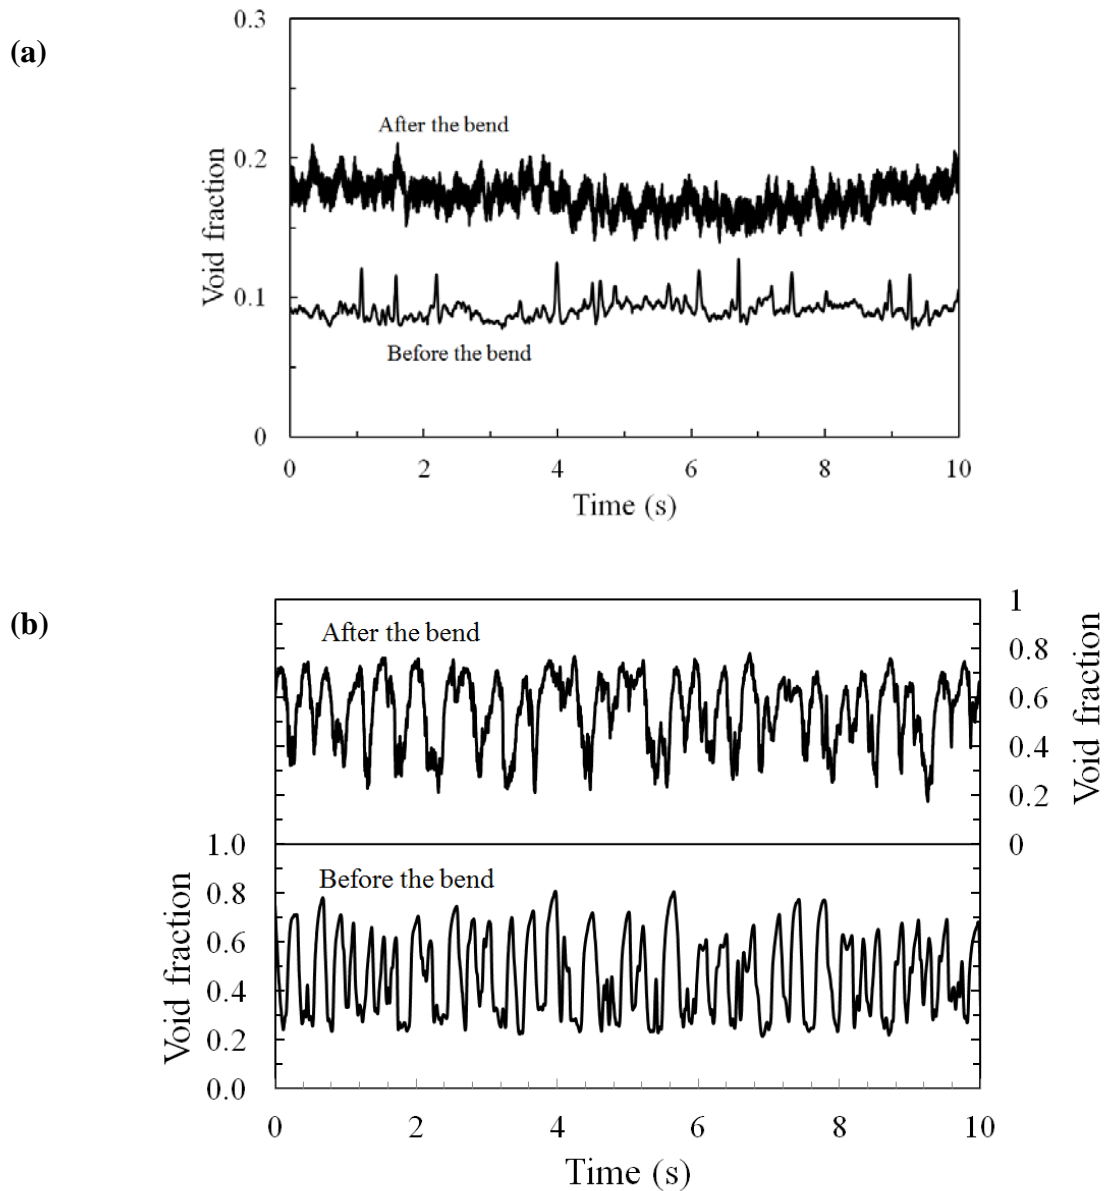 (a)
0.3
0.2
0.1
0
Void fraction
After the bend
Before the bend
0 2 4 6 8 10
Time (s)
(b)
After the bend
1
0.8
0.6
0.4
0.2
0
Void fraction
Before the bend
1.0
0.8
0.6
0.4
0.2
0.0
Void fraction
0 2 4 6 8 10
Time (s)